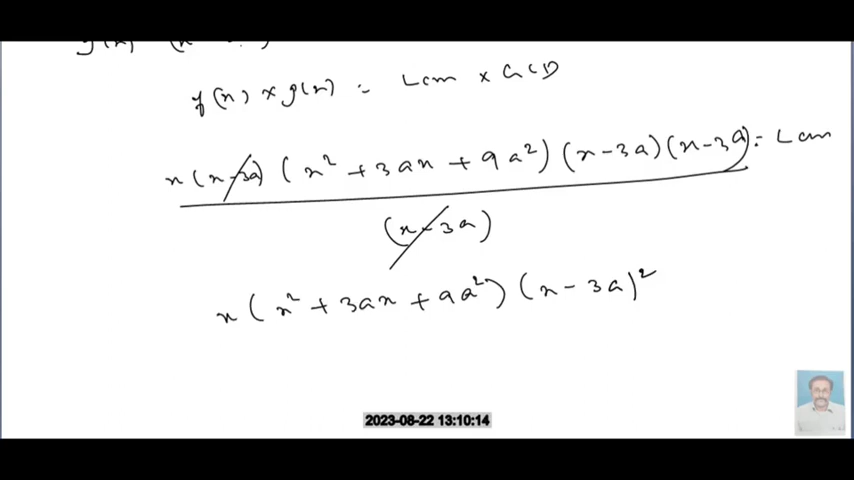 f(x) × g(x) = Lcm × GCD
x(x-3a) (x² + 3ax + 9a²) (x-3a)(x-3a) = Lcm
(x-3a)
x(x² + 3ax + 9a²) (x-3a)²
2023-08-22 13:10:14